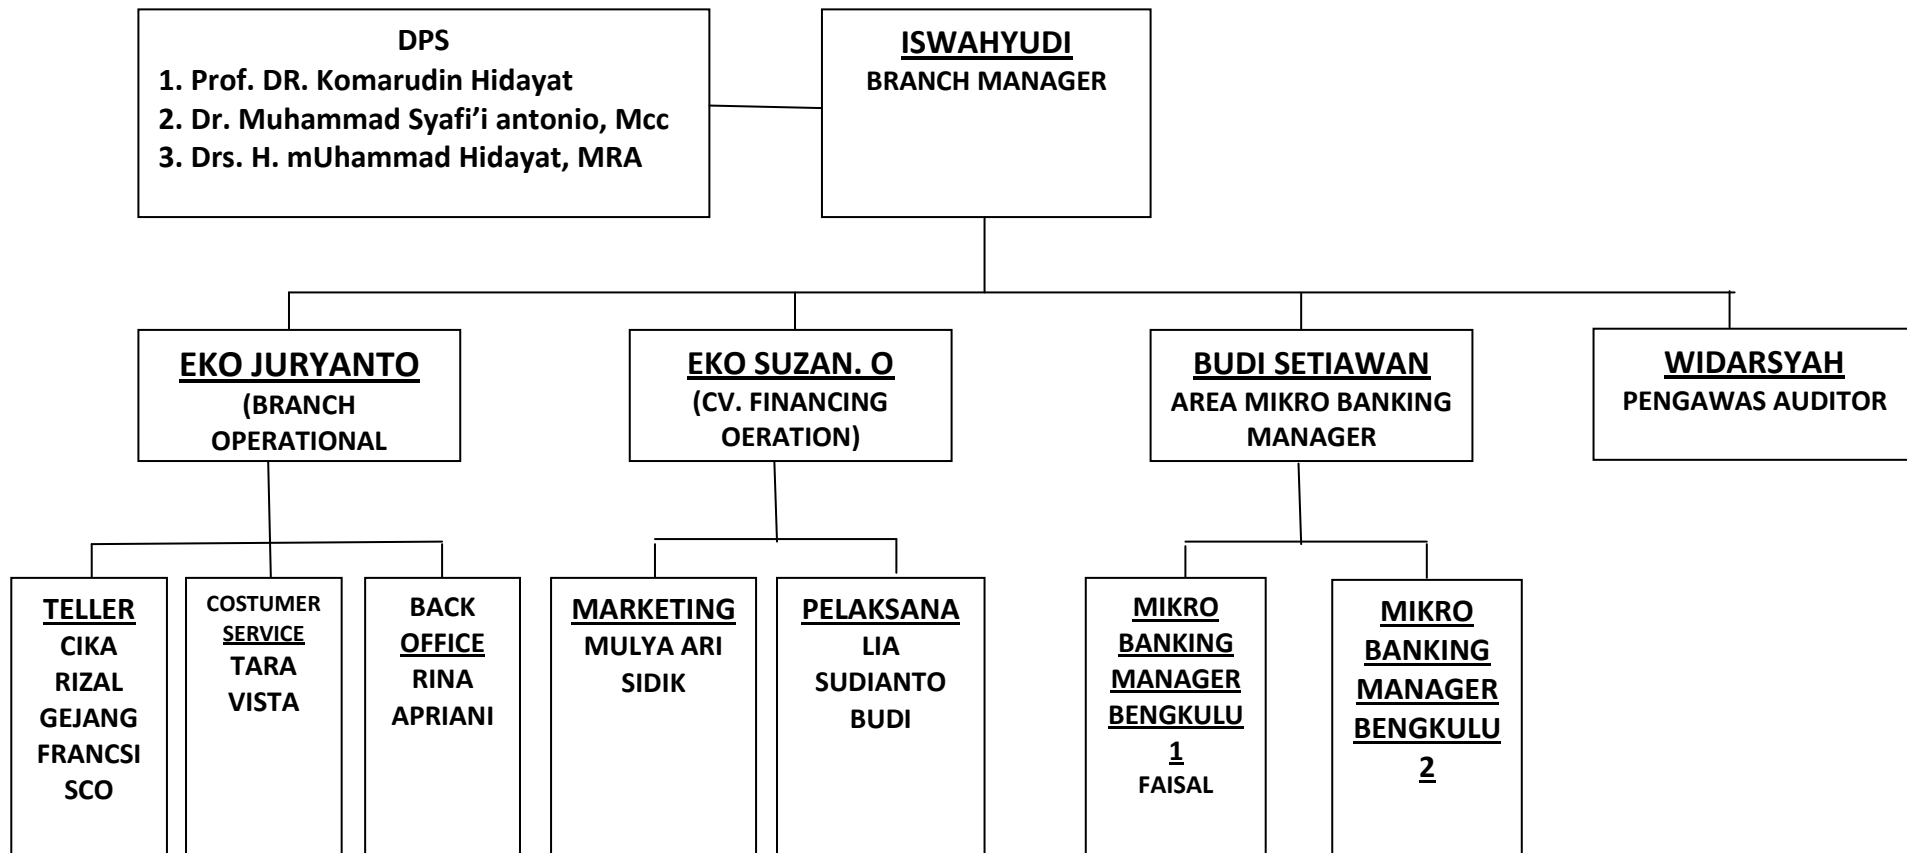 DPS
1. Prof. DR. Komarudin Hidayat
2. Dr. Muhammad Syafi’i antonio, Mcc
3. Drs. H. mUhammad Hidayat, MRA
ISWAHYUDI
BRANCH MANAGER
EKO JURYANTO
(BRANCH
OPERATIONAL
EKO SUZAN. O
(CV. FINANCING
OERATION)
BUDI SETIAWAN
AREA MIKRO BANKING
MANAGER
WIDARSYAH
PENGAWAS AUDITOR
TELLER
CIKA
RIZAL
GEJANG
FRANCSI
SCO
COSTUMER
SERVICE
TARA
VISTA
BACK
OFFICE
RINA
APRIANI
MARKETING
MULYA ARI
SIDIK
PELAKSANA
LIA
SUDIANTO
BUDI
MIKRO
BANKING
MANAGER
BENGKULU
1
FAISAL
MIKRO
BANKING
MANAGER
BENGKULU
2